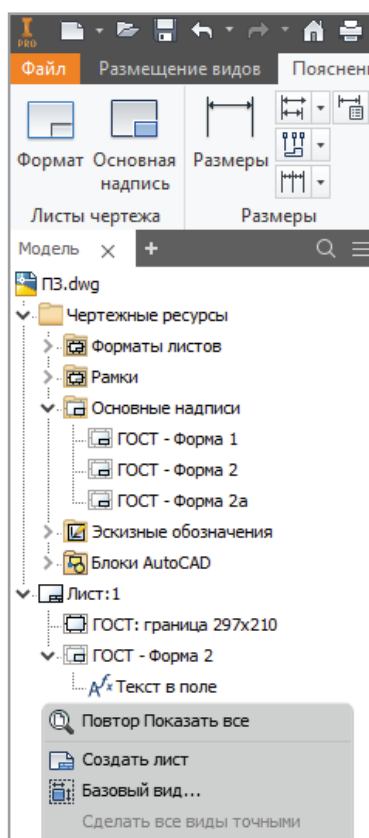 PRO
Файл Размещение видов Пояснени
Формат Основная надпись Размеры
Листы чертежа Размеры
Модель
ПЗ.dwg
Чертежные ресурсы
Форматы листов
Рамки
Основные надписи
ГОСТ - Форма 1
ГОСТ - Форма 2
ГОСТ - Форма 2а
Эскизные обозначения
Блоки AutoCAD
Лист:1
ГОСТ: граница 297x210
ГОСТ - Форма 2
Текст в поле
Повтор Показать все
Создать лист
Базовый вид...
Сделать все виды точными